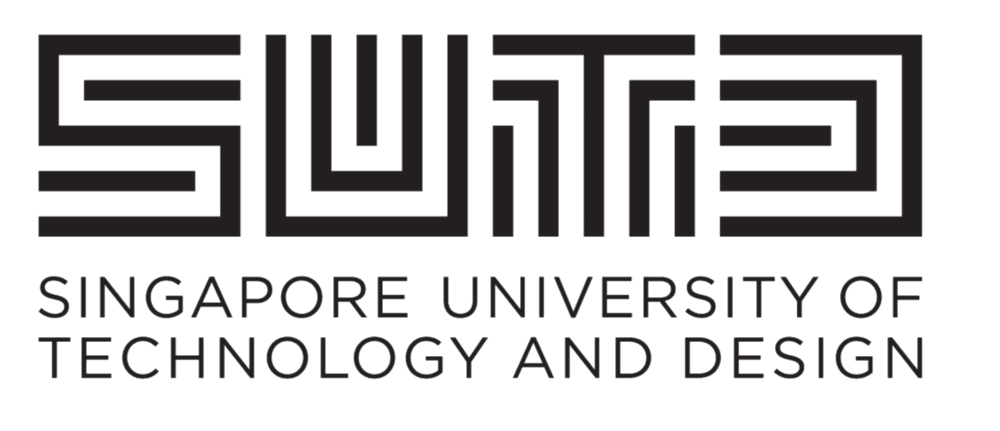 SUTD
SINGAPORE UNIVERSITY OF
TECHNOLOGY AND DESIGN